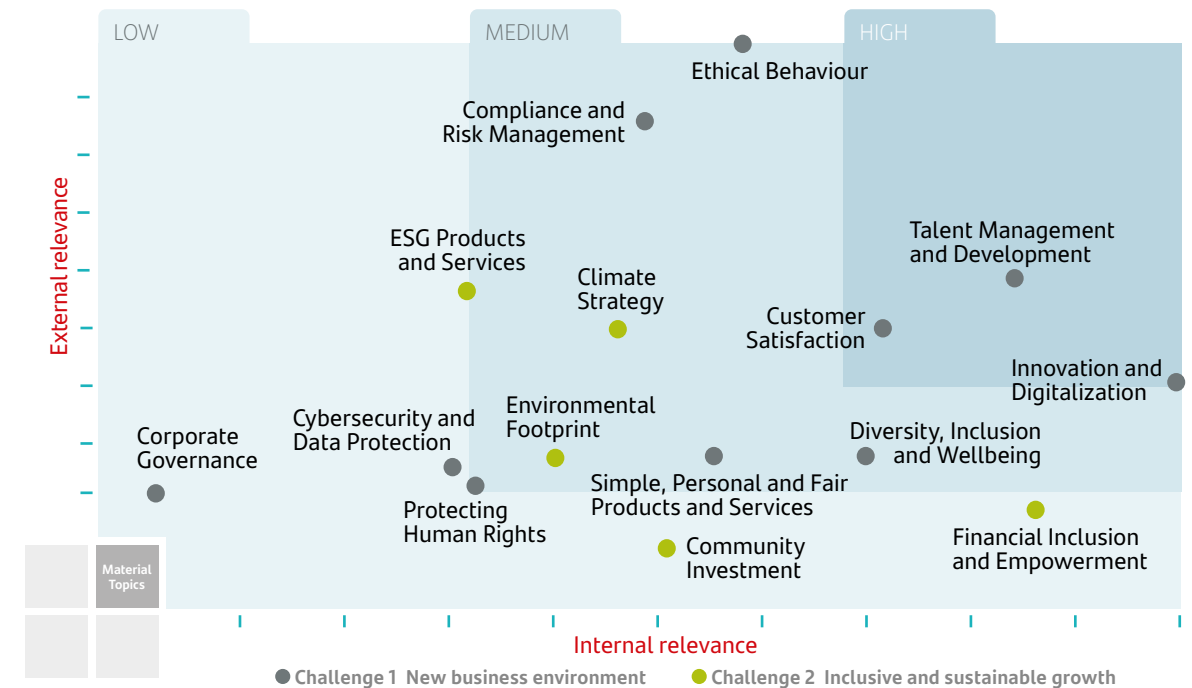 LOW
MEDIUM
HIGH
Ethical Behaviour
Compliance and
Risk Management
External relevance
ESG Products
and Services
Climate
Strategy
Talent Management
and Development
Customer
Satisfaction
Innovation and
Digitalization
Environmental
Footprint
Cybersecurity and
Data Protection
Corporate
Governance
Diversity, Inclusion
and Wellbeing
Simple, Personal and Fair
Products and Services
Protecting
Human Rights
Financial Inclusion
and Empowerment
Community
Investment
Material
Topics
Internal relevance
Challenge 1 New business environment
Challenge 2 Inclusive and sustainable growth